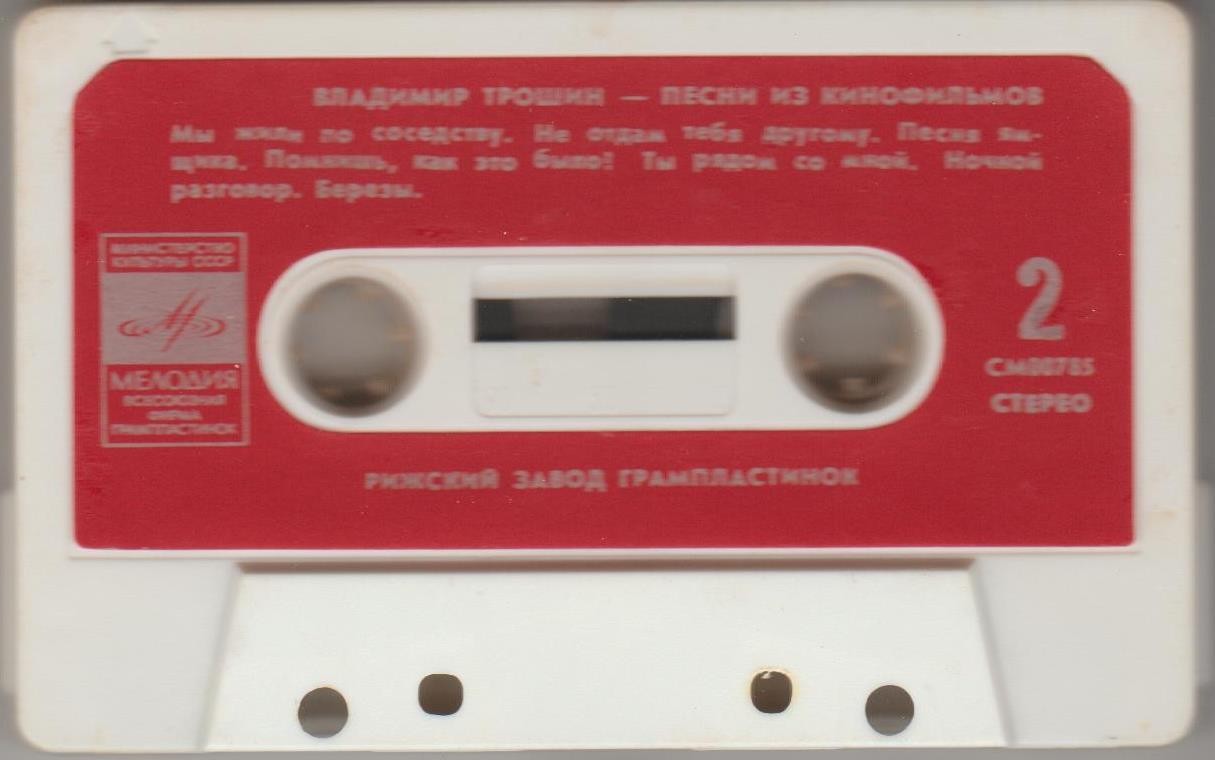 ВЛАДИМИР ТРОШИН — ПЕСНИ ИЗ КИНОФИЛЬМОВ
Мы жили по соседству. Не отдам тебя другому. Песня ям-
щика. Помнишь, как это было! Ты рядом со мной. Ночной
разговор. Березы.
МИНИСТЕРСТВО
КУЛЬТУРЫ СССР
МЕЛОДИЯ
ВСЕСОЮЗНАЯ
ФИРМА
ГРАМПЛАСТИНОК
2
СМ00785
СТЕРЕО
РИЖСКИЙ ЗАВОД ГРАМПЛАСТИНОК